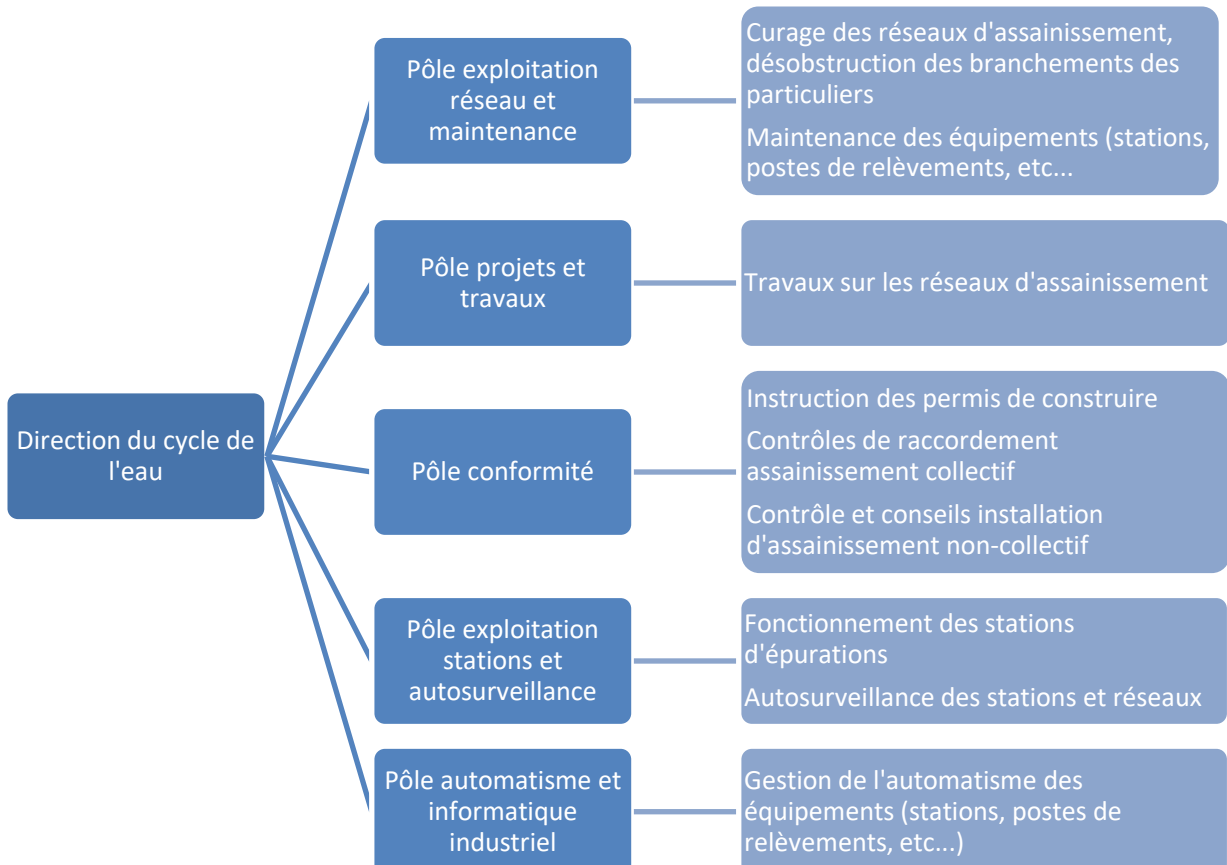 Direction du cycle de
l'eau
Pôle exploitation
réseau et
maintenance
Curage des réseaux d'assainissement,
désobstruction des branchements des
particuliers
Maintenance des équipements (stations,
postes de relèvements, etc...
Pôle projets et
travaux
Travaux sur les réseaux d'assainissement
Pôle conformité
Instruction des permis de construire
Contrôles de raccordement
assainissement collectif
Contrôle et conseils installation
d'assainissement non-collectif
Pôle exploitation
stations et
autosurveillance
Fonctionnement des stations
d'épurations
Autosurveillance des stations et réseaux
Pôle automatisme et
informatique
industriel
Gestion de l'automatisme des
équipements (stations, postes de
relèvements, etc...)